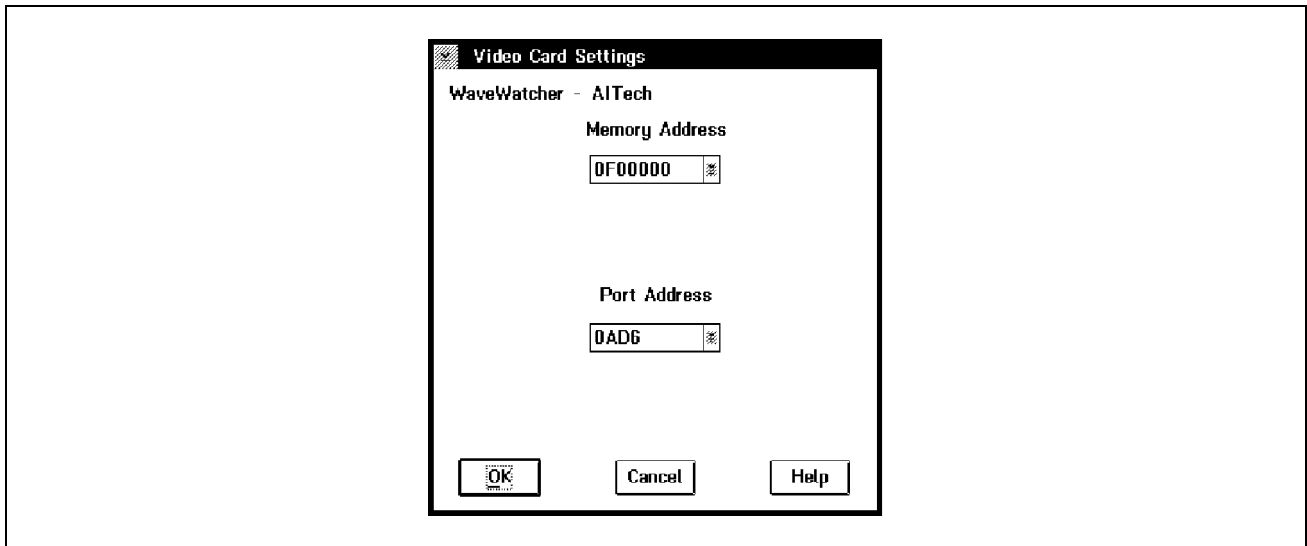 Video Card Settings
WaveWatcher - AITech
Memory Address
0F00000
Port Address
0AD6
OK Cancel Help